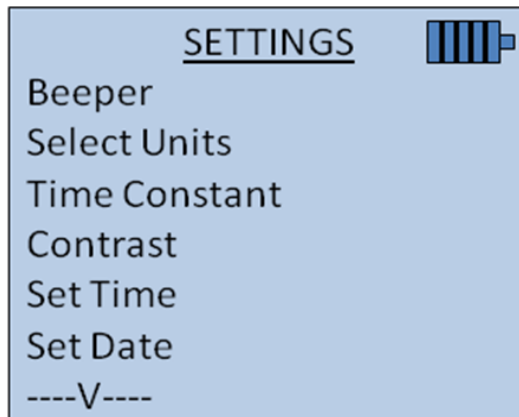 SETTINGS
Beeper
Select Units
Time Constant
Contrast
Set Time
Set Date
----V----